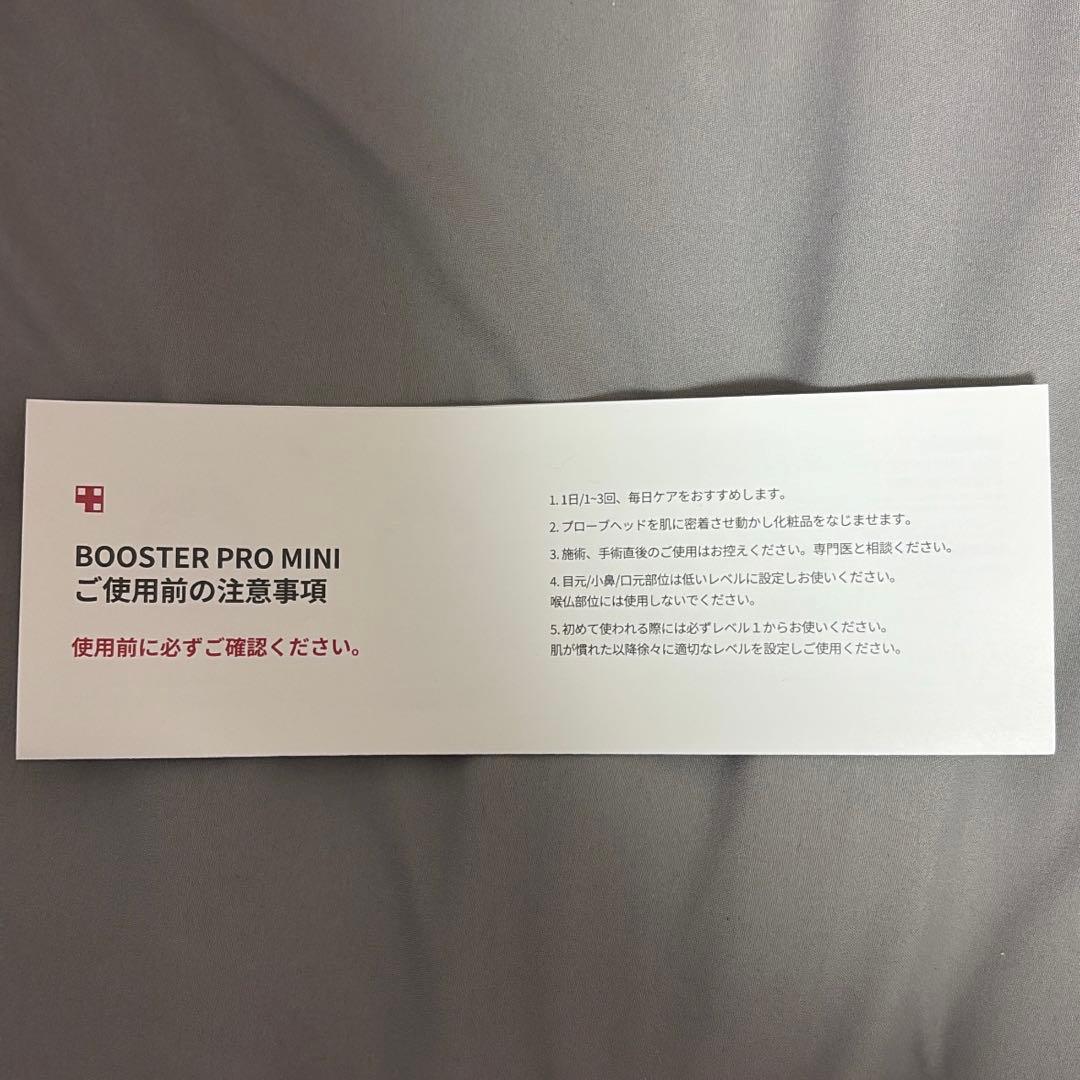 BOOSTER PRO MINI
ご使用前の注意事項
使用前に必ずご確認ください。
1. 1日/1~3回、毎日ケアをおすすめします。
2. プローブヘッドを肌に密着させ動かし化粧品をなじませます。
3. 施術、手術直後のご使用はお控えください。専門医と相談ください。
4. 目元/小鼻/口元部位は低いレベルに設定しお使いください。
喉仏部位には使用しないでください。
5. 初めて使われる際には必ずレベル１からお使いください。
肌が慣れた以降徐々に適切なレベルを設定しご使用ください。